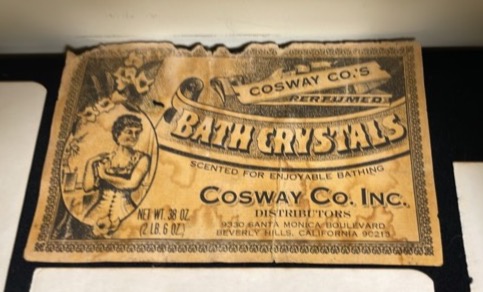 COSWAY CO.'S
PERFUMED
BATH CRYSTALS
SCENTED FOR ENJOYABLE BATHING
COSWAY CO. INC.
DISTRIBUTORS
9330 SANTA MONICA BOULEVARD
BEVERLY HILLS, CALIFORNIA 90213
NET WT. 38 OZ.
(2 LB. 6 OZ.)